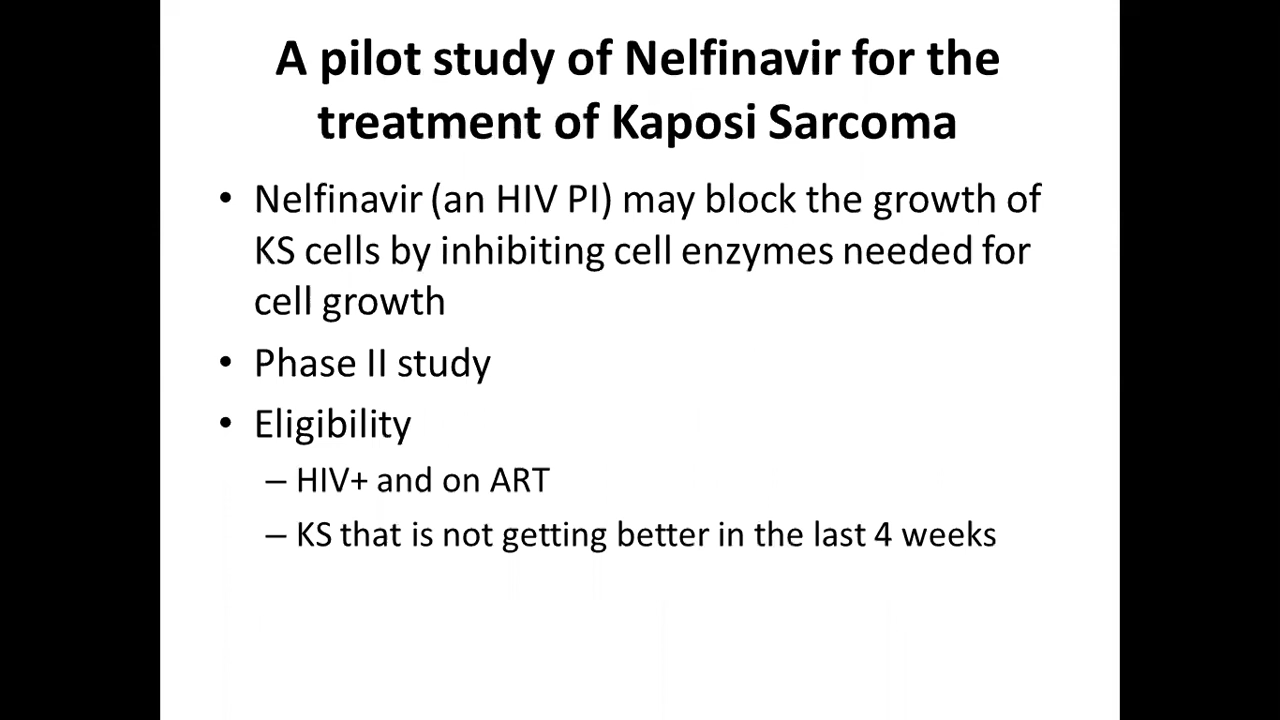 A pilot study of Nelfinavir for the
treatment of Kaposi Sarcoma
• Nelfinavir (an HIV PI) may block the growth of
KS cells by inhibiting cell enzymes needed for
cell growth
• Phase II study
• Eligibility
– HIV+ and on ART
– KS that is not getting better in the last 4 weeks